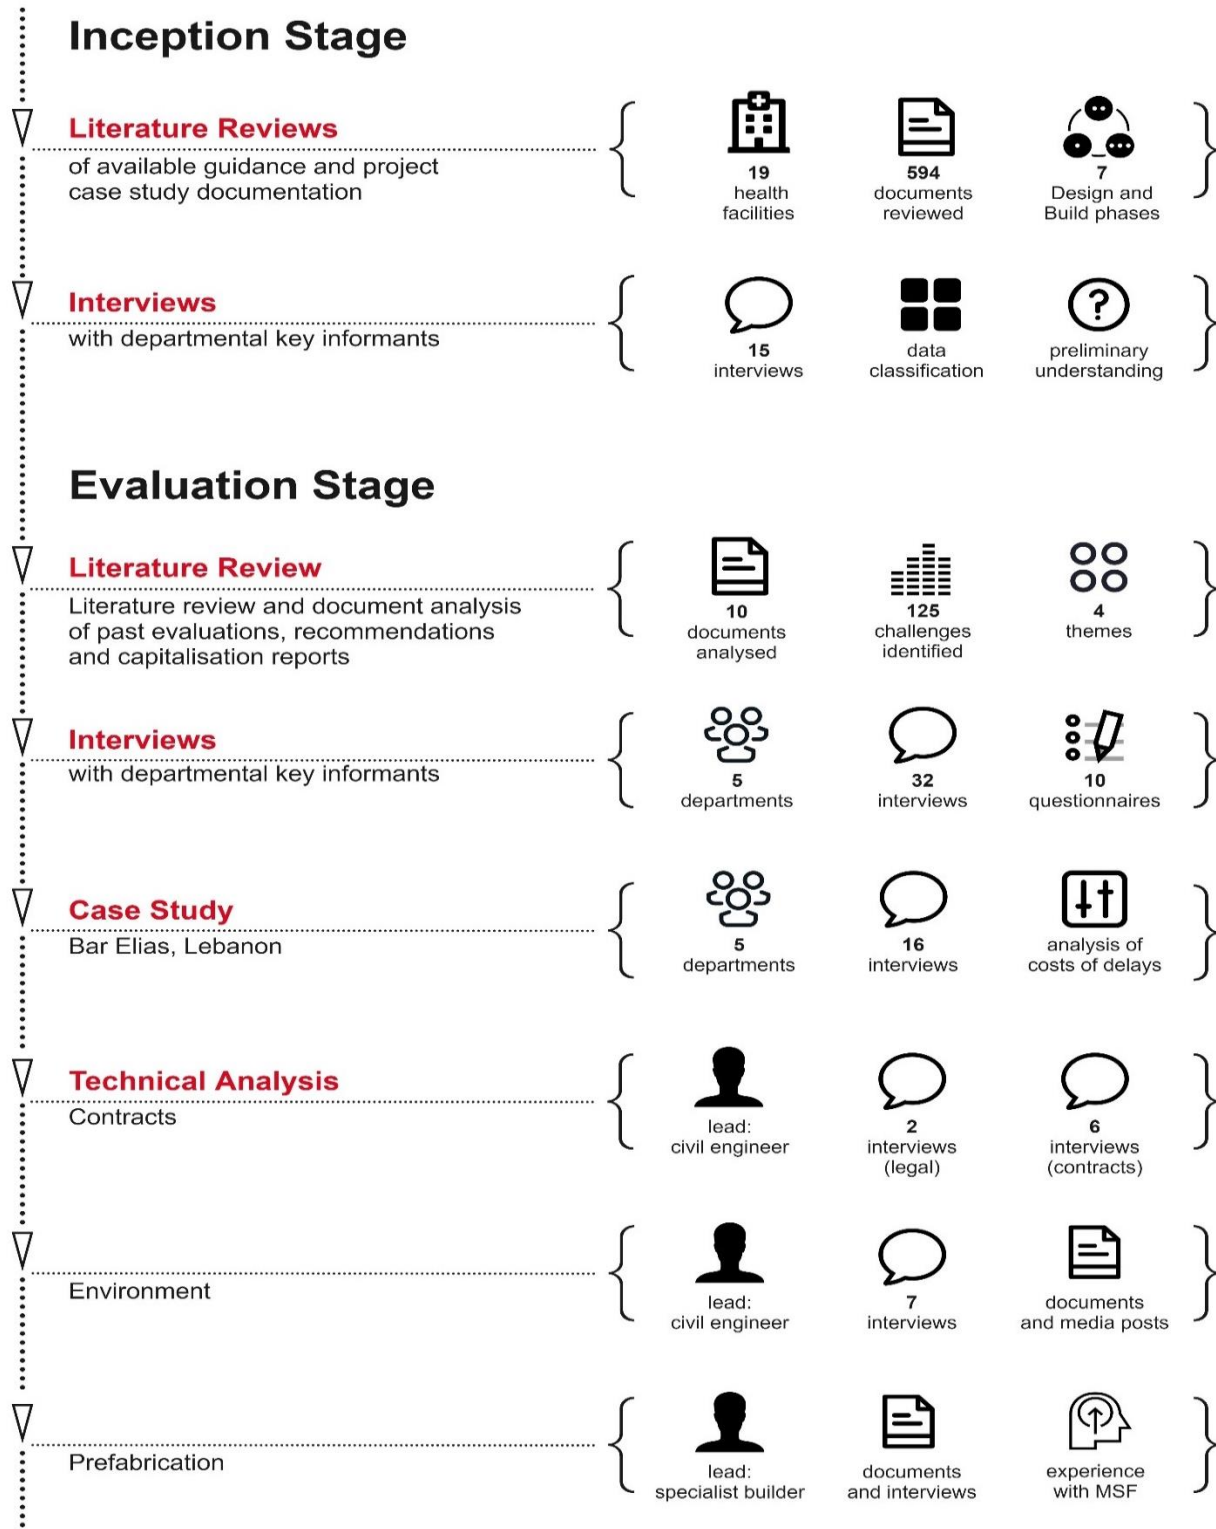 Inception Stage
Literature Reviews
of available guidance and project
case study documentation
19
health
facilities
594
documents
reviewed
7
Design and
Build phases
Interviews
with departmental key informants
15
interviews
data
classification
preliminary
understanding
Evaluation Stage
Literature Review
Literature review and document analysis
of past evaluations, recommendations
and capitalisation reports
10
documents
analysed
125
challenges
identified
4
themes
Interviews
with departmental key informants
5
departments
32
interviews
10
questionnaires
Case Study
Bar Elias, Lebanon
5
departments
16
interviews
analysis of
costs of delays
Technical Analysis
Contracts
lead:
civil engineer
2
interviews
(legal)
6
interviews
(contracts)
Environment
lead:
civil engineer
7
interviews
documents
and media posts
Prefabrication
lead:
specialist builder
documents
and interviews
experience
with MSF